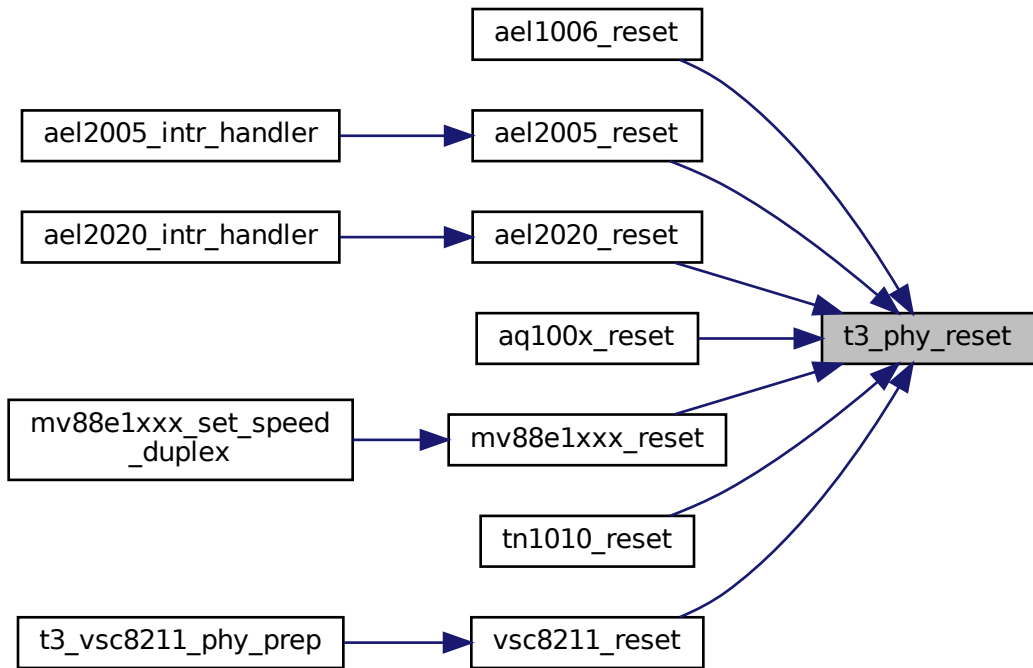 ael1006_reset
ael2005_intr_handler
ael2005_reset
ael2020_intr_handler
ael2020_reset
t3_phy_reset
aq100x_reset
mv88e1xxx_set_speed
_duplex
mv88e1xxx_reset
tn1010_reset
t3_vsc8211_phy_prep
vsc8211_reset